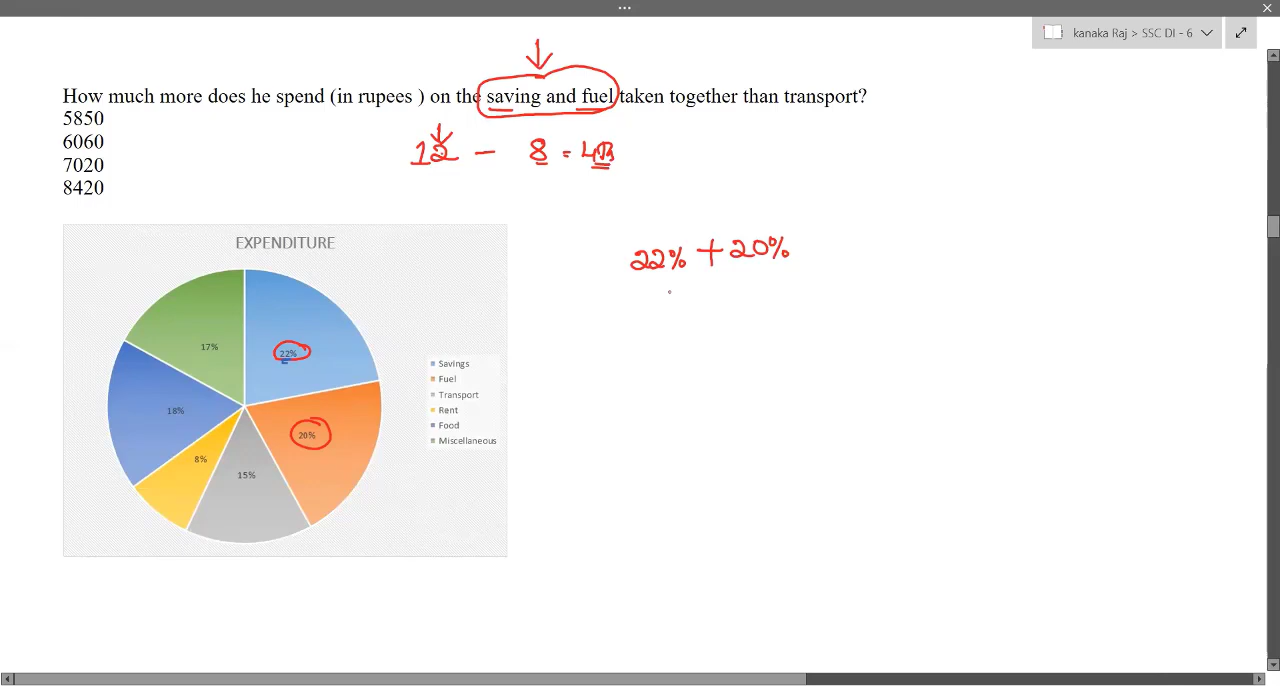 kanaka Raj > SSC DI - 6
How much more does he spend (in rupees ) on the saving and fuel taken together than transport?
5850
6060
7020
8420
12 - 8 = 4
EXPENDITURE
22% + 20%
17%
22%
18%
20%
8%
15%
Savings
Fuel
Transport
Rent
Food
Miscellaneous